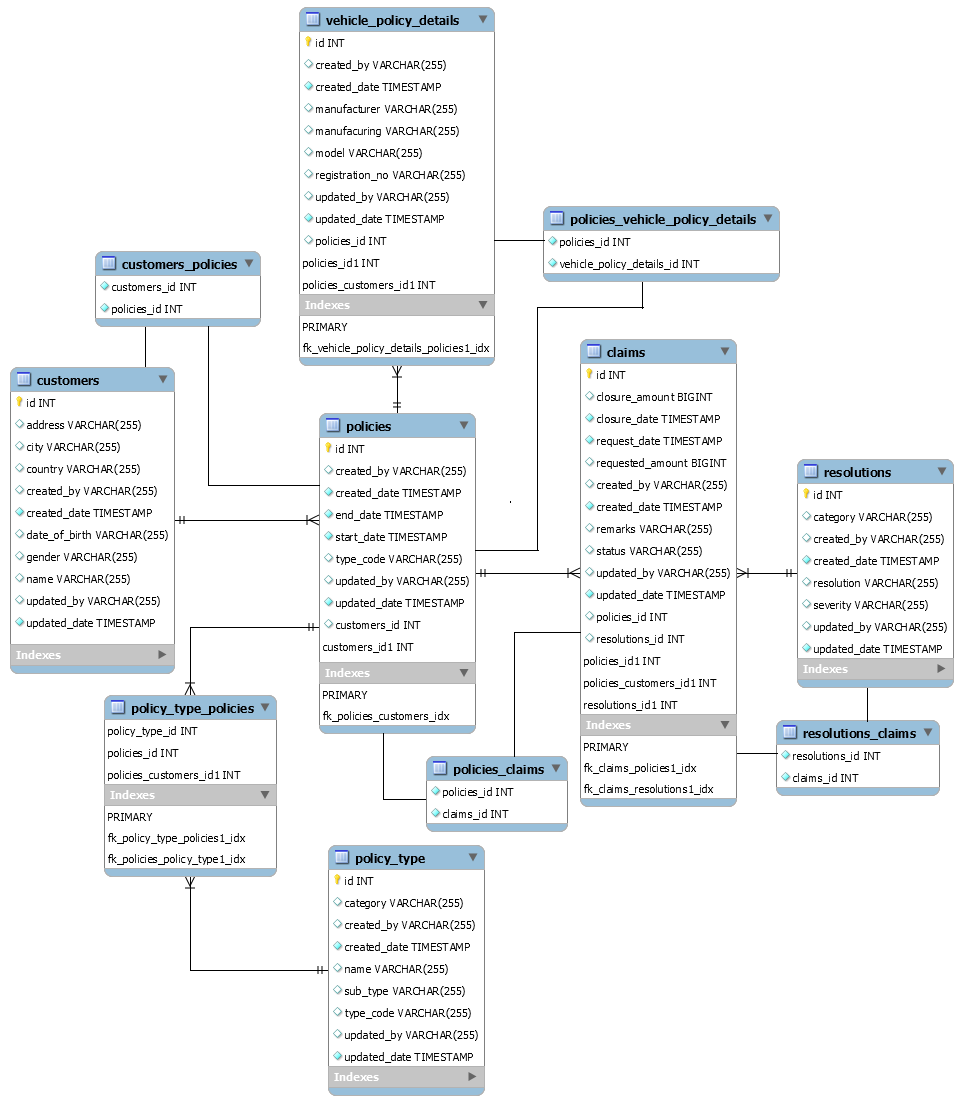 vehicle_policy_details
id INT
created_by VARCHAR(255)
created_date TIMESTAMP
manufacturer VARCHAR(255)
manufacuring VARCHAR(255)
model VARCHAR(255)
registration_no VARCHAR(255)
updated_by VARCHAR(255)
updated_date TIMESTAMP
policies_id INT
policies_id1 INT
policies_customers_id1 INT
Indexes
PRIMARY
fk_vehicle_policy_details_policies1_idx
policies_vehicle_policy_details
policies_id INT
vehicle_policy_details_id INT
customers_policies
customers_id INT
policies_id INT
customers
id INT
address VARCHAR(255)
city VARCHAR(255)
country VARCHAR(255)
created_by VARCHAR(255)
created_date TIMESTAMP
date_of_birth VARCHAR(255)
gender VARCHAR(255)
name VARCHAR(255)
updated_by VARCHAR(255)
updated_date TIMESTAMP
Indexes
policies
id INT
created_by VARCHAR(255)
created_date TIMESTAMP
end_date TIMESTAMP
start_date TIMESTAMP
type_code VARCHAR(255)
updated_by VARCHAR(255)
updated_date TIMESTAMP
customers_id INT
customers_id1 INT
Indexes
PRIMARY
fk_policies_customers_idx
claims
id INT
closure_amount BIGINT
closure_date TIMESTAMP
request_date TIMESTAMP
requested_amount BIGINT
created_by VARCHAR(255)
created_date TIMESTAMP
remarks VARCHAR(255)
status VARCHAR(255)
updated_by VARCHAR(255)
updated_date TIMESTAMP
policies_id INT
resolutions_id INT
policies_id1 INT
policies_customers_id1 INT
resolutions_id1 INT
Indexes
PRIMARY
fk_claims_policies1_idx
fk_claims_resolutions1_idx
resolutions
id INT
category VARCHAR(255)
created_by VARCHAR(255)
created_date TIMESTAMP
resolution VARCHAR(255)
severity VARCHAR(255)
updated_by VARCHAR(255)
updated_date TIMESTAMP
Indexes
policy_type_policies
policy_type_id INT
policies_id INT
policies_customers_id1 INT
Indexes
PRIMARY
fk_policy_type_policies1_idx
fk_policies_policy_type1_idx
policies_claims
policies_id INT
claims_id INT
resolutions_claims
resolutions_id INT
claims_id INT
policy_type
id INT
category VARCHAR(255)
created_by VARCHAR(255)
created_date TIMESTAMP
name VARCHAR(255)
sub_type VARCHAR(255)
type_code VARCHAR(255)
updated_by VARCHAR(255)
updated_date TIMESTAMP
Indexes